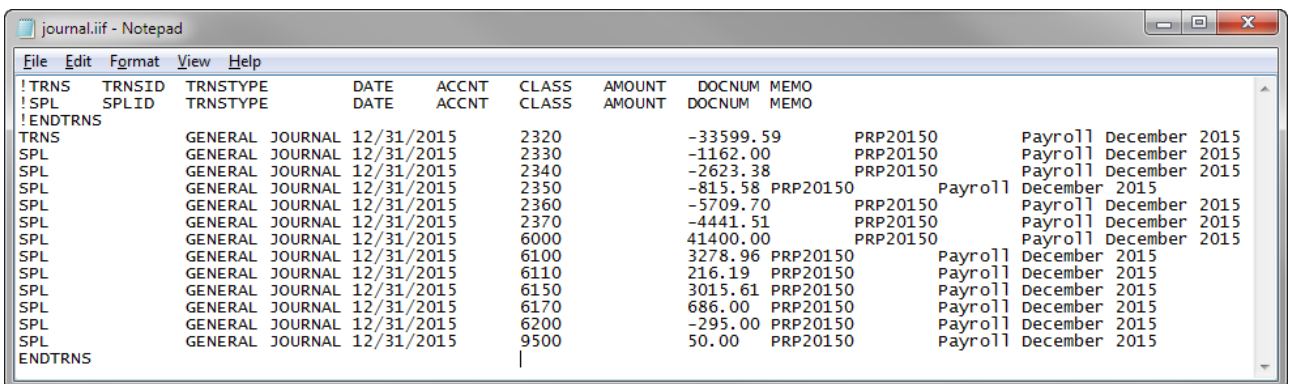 journal.iif - Notepad
File Edit Format View Help
!TRNS TRNSID TRNSTYPE DATE ACCNT CLASS AMOUNT DOCNUM MEMO
!SPL SPLID TRNSTYPE DATE ACCNT CLASS AMOUNT DOCNUM MEMO
!ENDTRNS
TRNS GENERAL JOURNAL 12/31/2015 2320 -33599.59 PRP20150 Payroll December 2015
SPL GENERAL JOURNAL 12/31/2015 2330 -1162.00 PRP20150 Payroll December 2015
SPL GENERAL JOURNAL 12/31/2015 2340 -2623.38 PRP20150 Payroll December 2015
SPL GENERAL JOURNAL 12/31/2015 2350 -815.58 PRP20150 Payroll December 2015
SPL GENERAL JOURNAL 12/31/2015 2360 -5709.70 PRP20150 Payroll December 2015
SPL GENERAL JOURNAL 12/31/2015 2370 -4441.51 PRP20150 Payroll December 2015
SPL GENERAL JOURNAL 12/31/2015 6000 41400.00 PRP20150 Payroll December 2015
SPL GENERAL JOURNAL 12/31/2015 6100 3278.96 PRP20150 Payroll December 2015
SPL GENERAL JOURNAL 12/31/2015 6110 216.19 PRP20150 Payroll December 2015
SPL GENERAL JOURNAL 12/31/2015 6150 3015.61 PRP20150 Payroll December 2015
SPL GENERAL JOURNAL 12/31/2015 6170 686.00 PRP20150 Payroll December 2015
SPL GENERAL JOURNAL 12/31/2015 6200 -295.00 PRP20150 Payroll December 2015
SPL GENERAL JOURNAL 12/31/2015 9500 50.00 PRP20150 Payroll December 2015
ENDTRNS